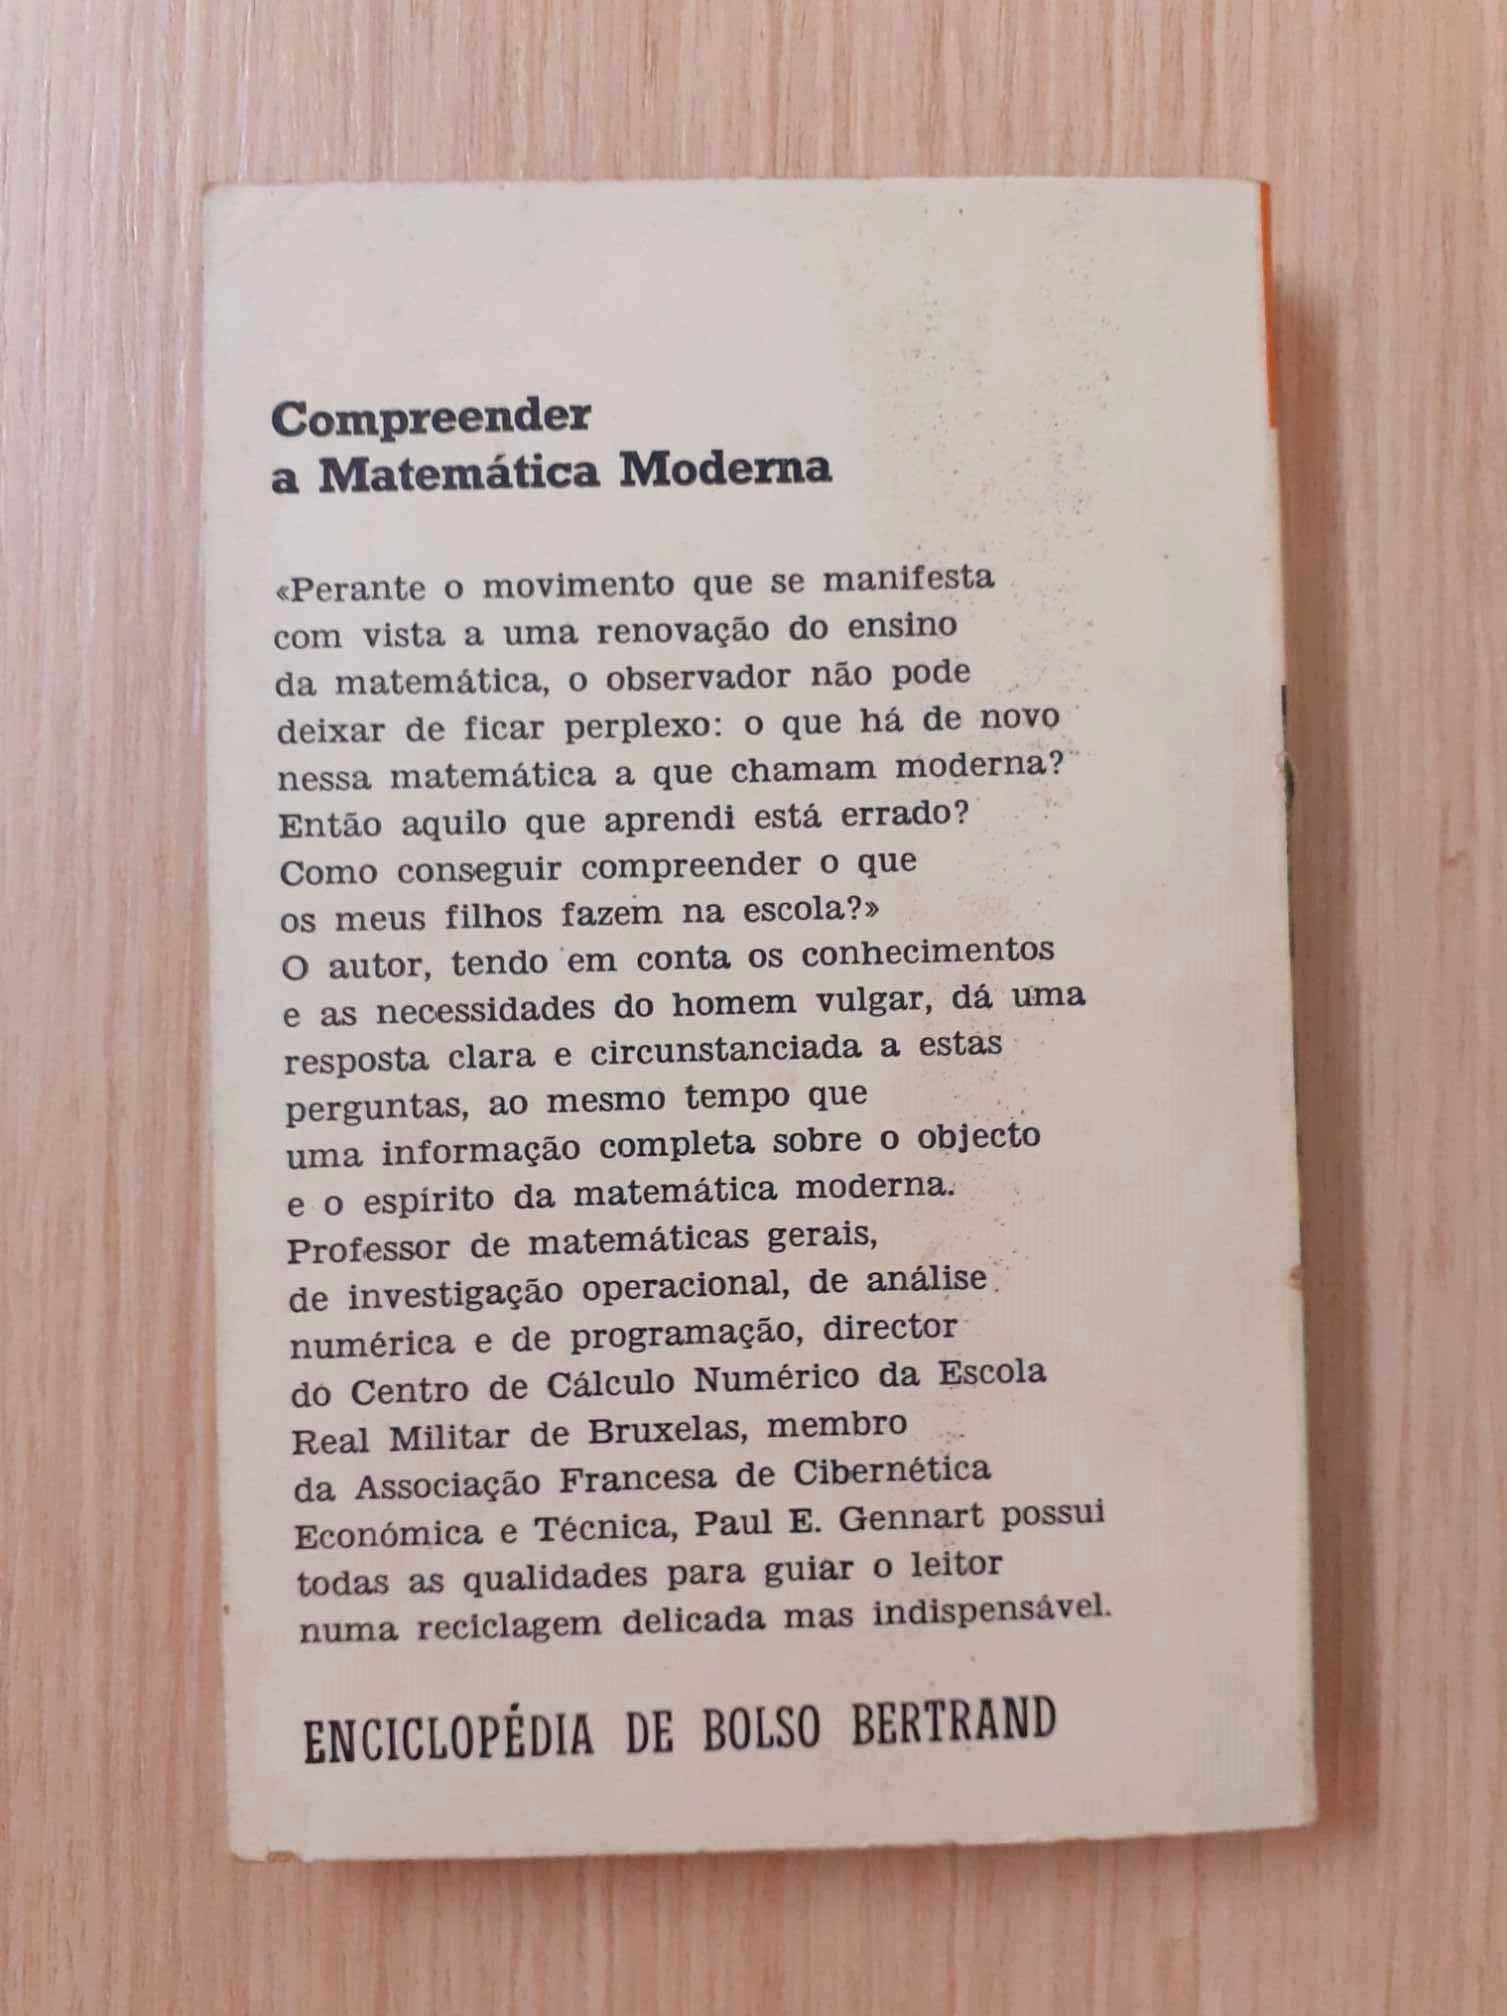 Compreender
a Matemática Moderna
«Perante o movimento que se manifesta
com vista a uma renovação do ensino
da matemática, o observador não pode
deixar de ficar perplexo: o que há de novo
nessa matemática a que chamam moderna?
Então aquilo que aprendi está errado?
Como conseguir compreender o que
os meus filhos fazem na escola?»
O autor, tendo em conta os conhecimentos
e as necessidades do homem vulgar, dá uma
resposta clara e circunstanciada a estas
perguntas, ao mesmo tempo que
uma informação completa sobre o objecto
e o espírito da matemática moderna.
Professor de matemáticas gerais,
de investigação operacional, de análise
numérica e de programação, director
do Centro de Cálculo Numérico da Escola
Real Militar de Bruxelas, membro
da Associação Francesa de Cibernética
Económica e Técnica, Paul E. Gennart possui
todas as qualidades para guiar o leitor
numa reciclagem delicada mas indispensável.
ENCICLOPÉDIA DE BOLSO BERTRAND